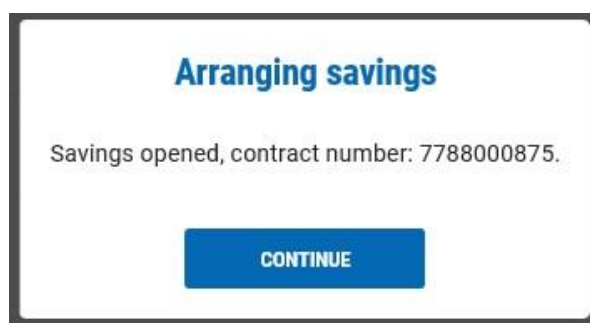 Arranging savings
Savings opened, contract number: 7788000875.
CONTINUE